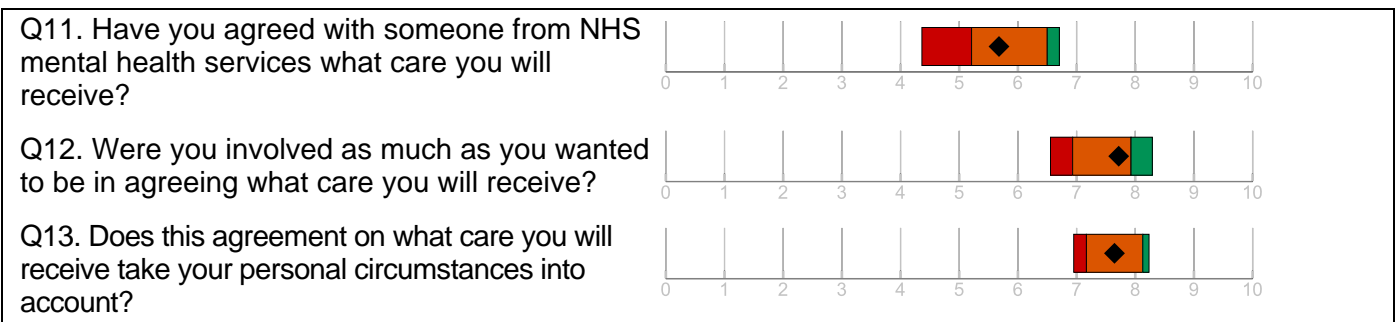 Q11. Have you agreed with someone from NHS
mental health services what care you will
receive?
0 1 2 3 4 5 6 7 8 9 10
Q12. Were you involved as much as you wanted
to be in agreeing what care you will receive?
0 1 2 3 4 5 6 7 8 9 10
Q13. Does this agreement on what care you will
receive take your personal circumstances into
account?
0 1 2 3 4 5 6 7 8 9 10